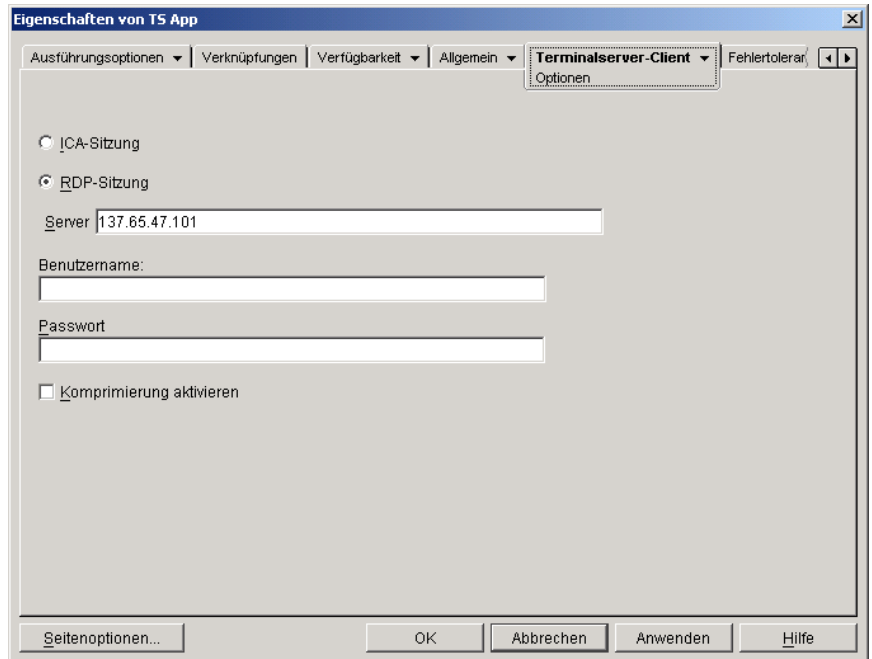 Eigenschaften von TS App
Ausführungsoptionen Verknüpfungen Verfügbarkeit Allgemein Terminalserver-Client Fehlertoleran
Optionen
ICA-Sitzung
RDP-Sitzung
Server 137.65.47.101
Benutzername:
Passwort
Komprimierung aktivieren
Seitenoptionen... OK Abbrechen Anwenden Hilfe